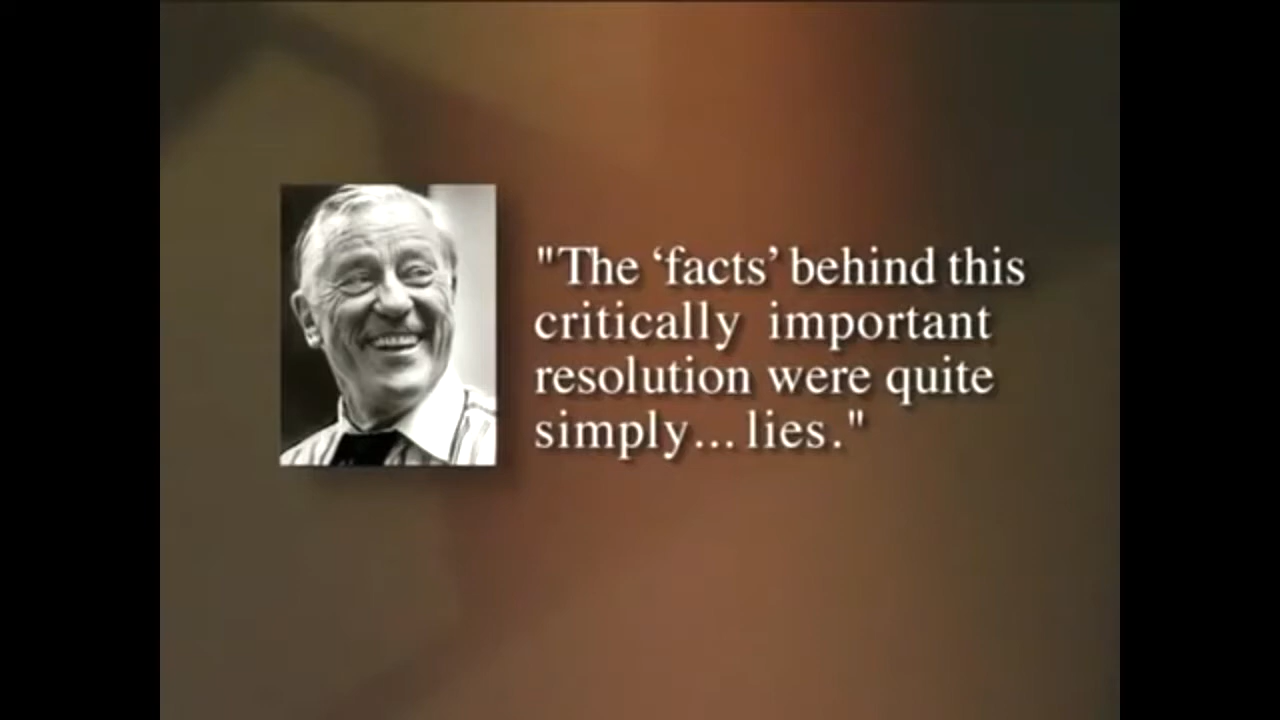 "The ‘facts’ behind this
critically important
resolution were quite
simply... lies."